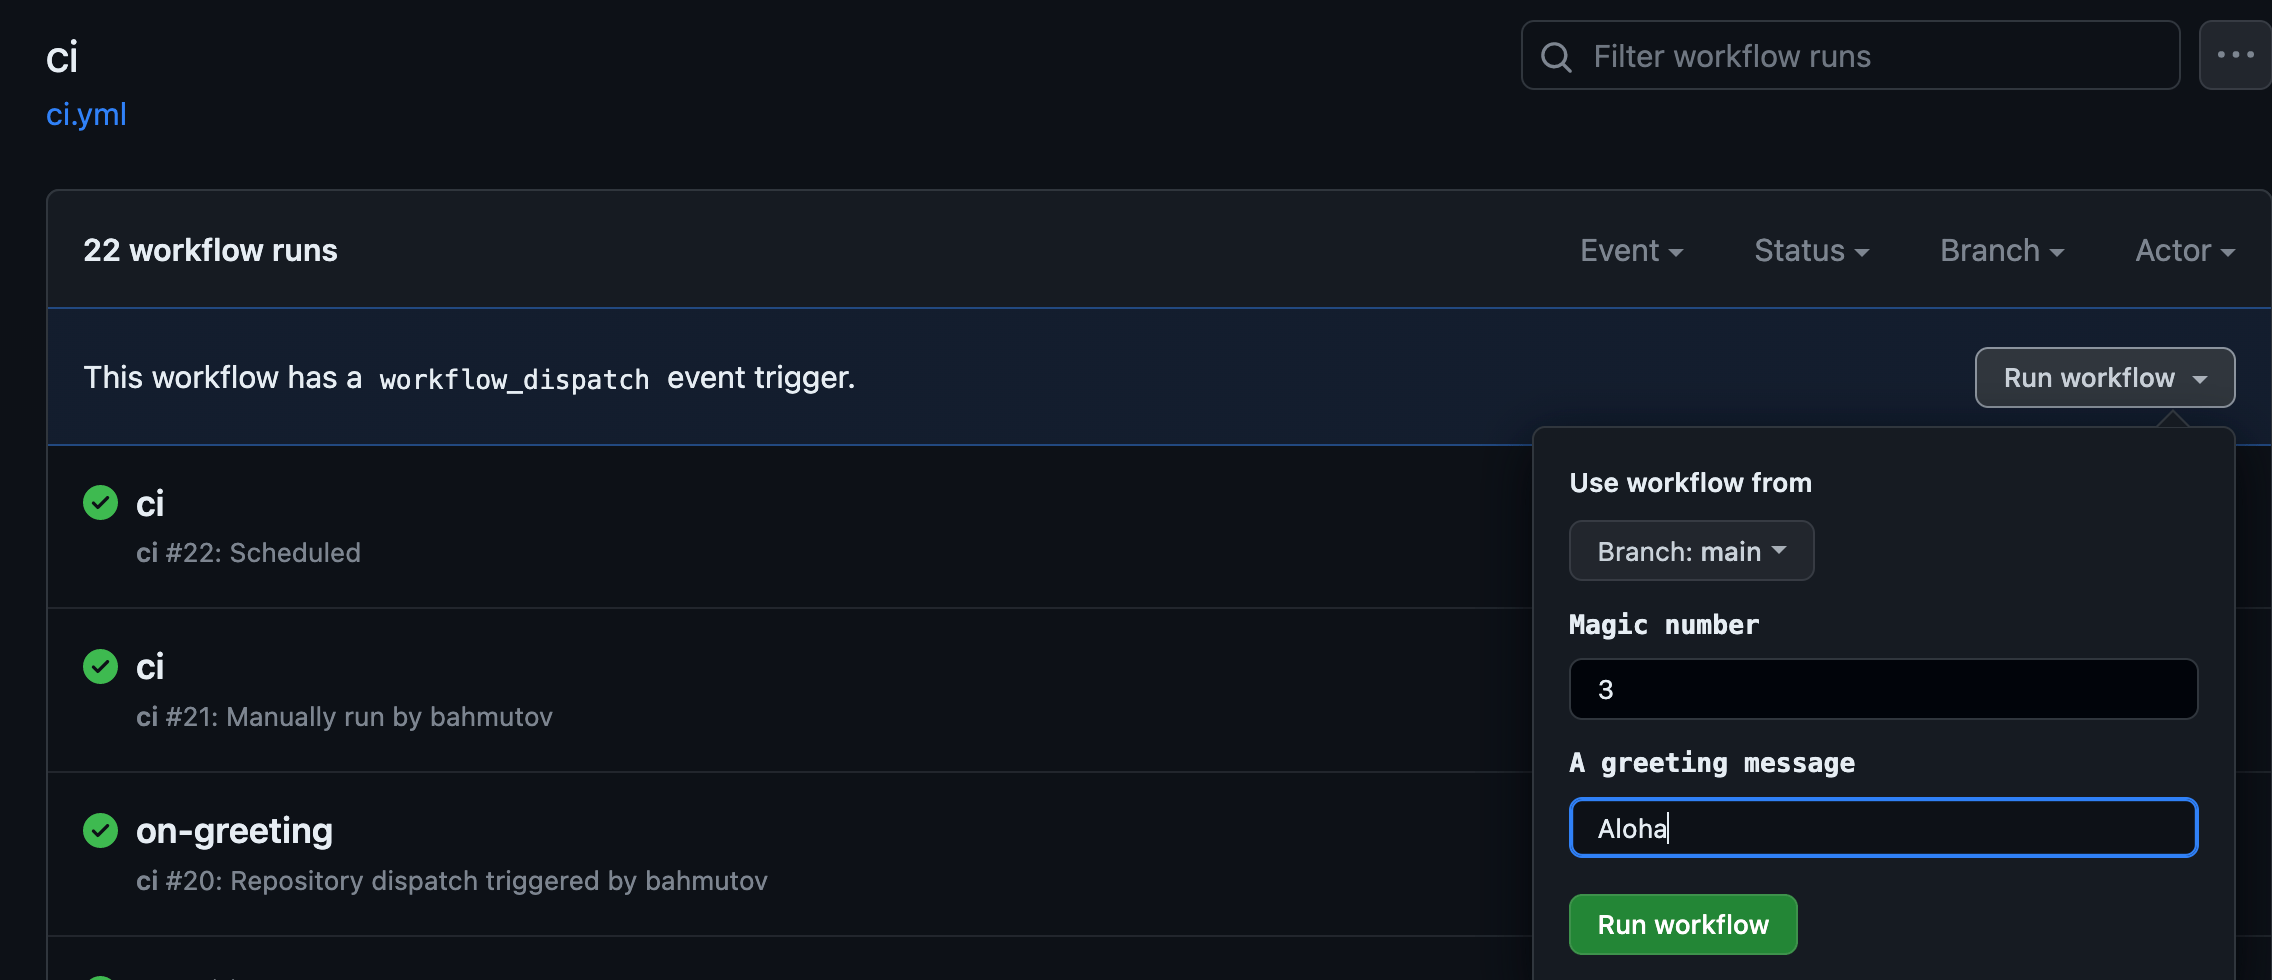 ci
Filter workflow runs
ci.yml
22 workflow runs
Event
Status
Branch
Actor
This workflow has a workflow_dispatch event trigger.
Run workflow
Use workflow from
Branch: main
Magic number
3
A greeting message
Aloha
Run workflow
ci
ci #22: Scheduled
ci
ci #21: Manually run by bahmutov
on-greeting
ci #20: Repository dispatch triggered by bahmutov